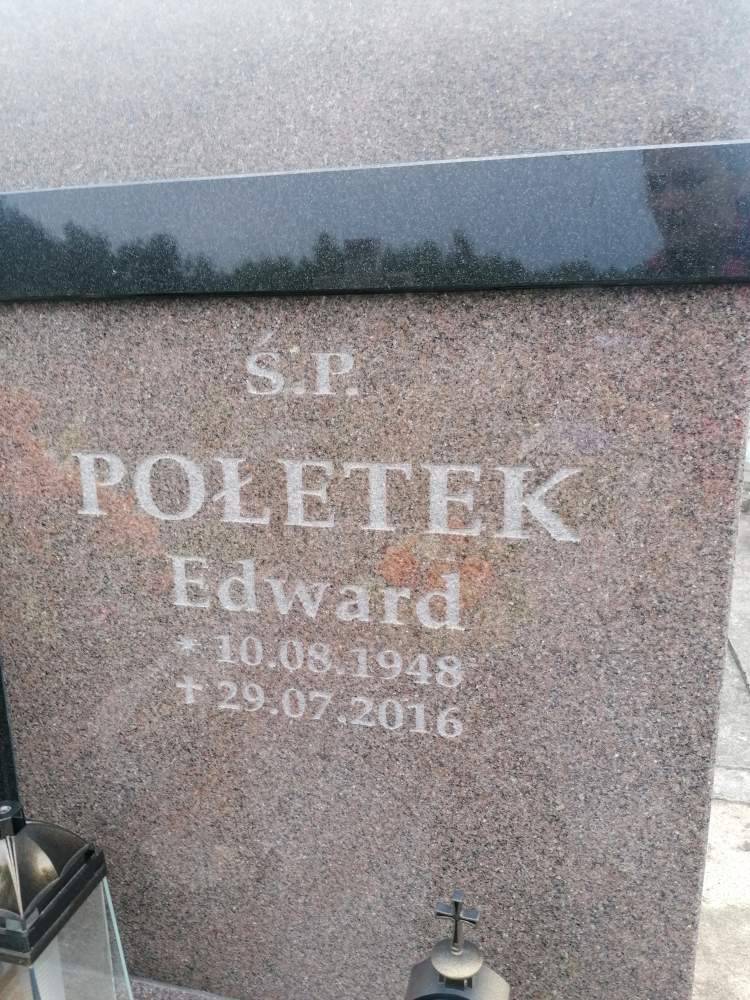 Ś.P.
POŁETEK
Edward
* 10.08.1948
✝ 29.07.2016